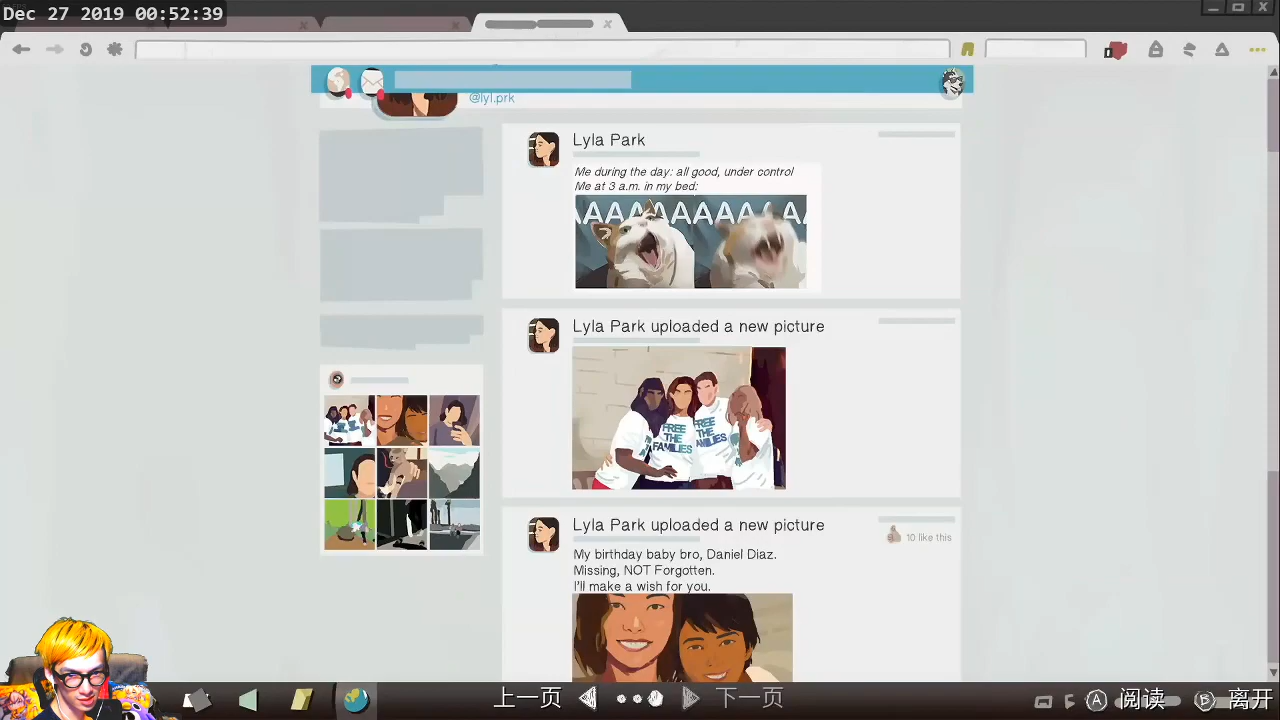 Dec 27 2019 00:52:39
@lyl.prk
Lyla Park
Me during the day: all good, under control
Me at 3 a.m. in my bed:
AAAAAAAAAAA
Lyla Park uploaded a new picture
FREE
THE
FAMILIES
FREE
THE
FAMILIES
Lyla Park uploaded a new picture
10 like this
My birthday baby bro, Daniel Diaz.
Missing, NOT Forgotten.
I'll make a wish for you.
上一页 下一页 A 阅读 B 离开